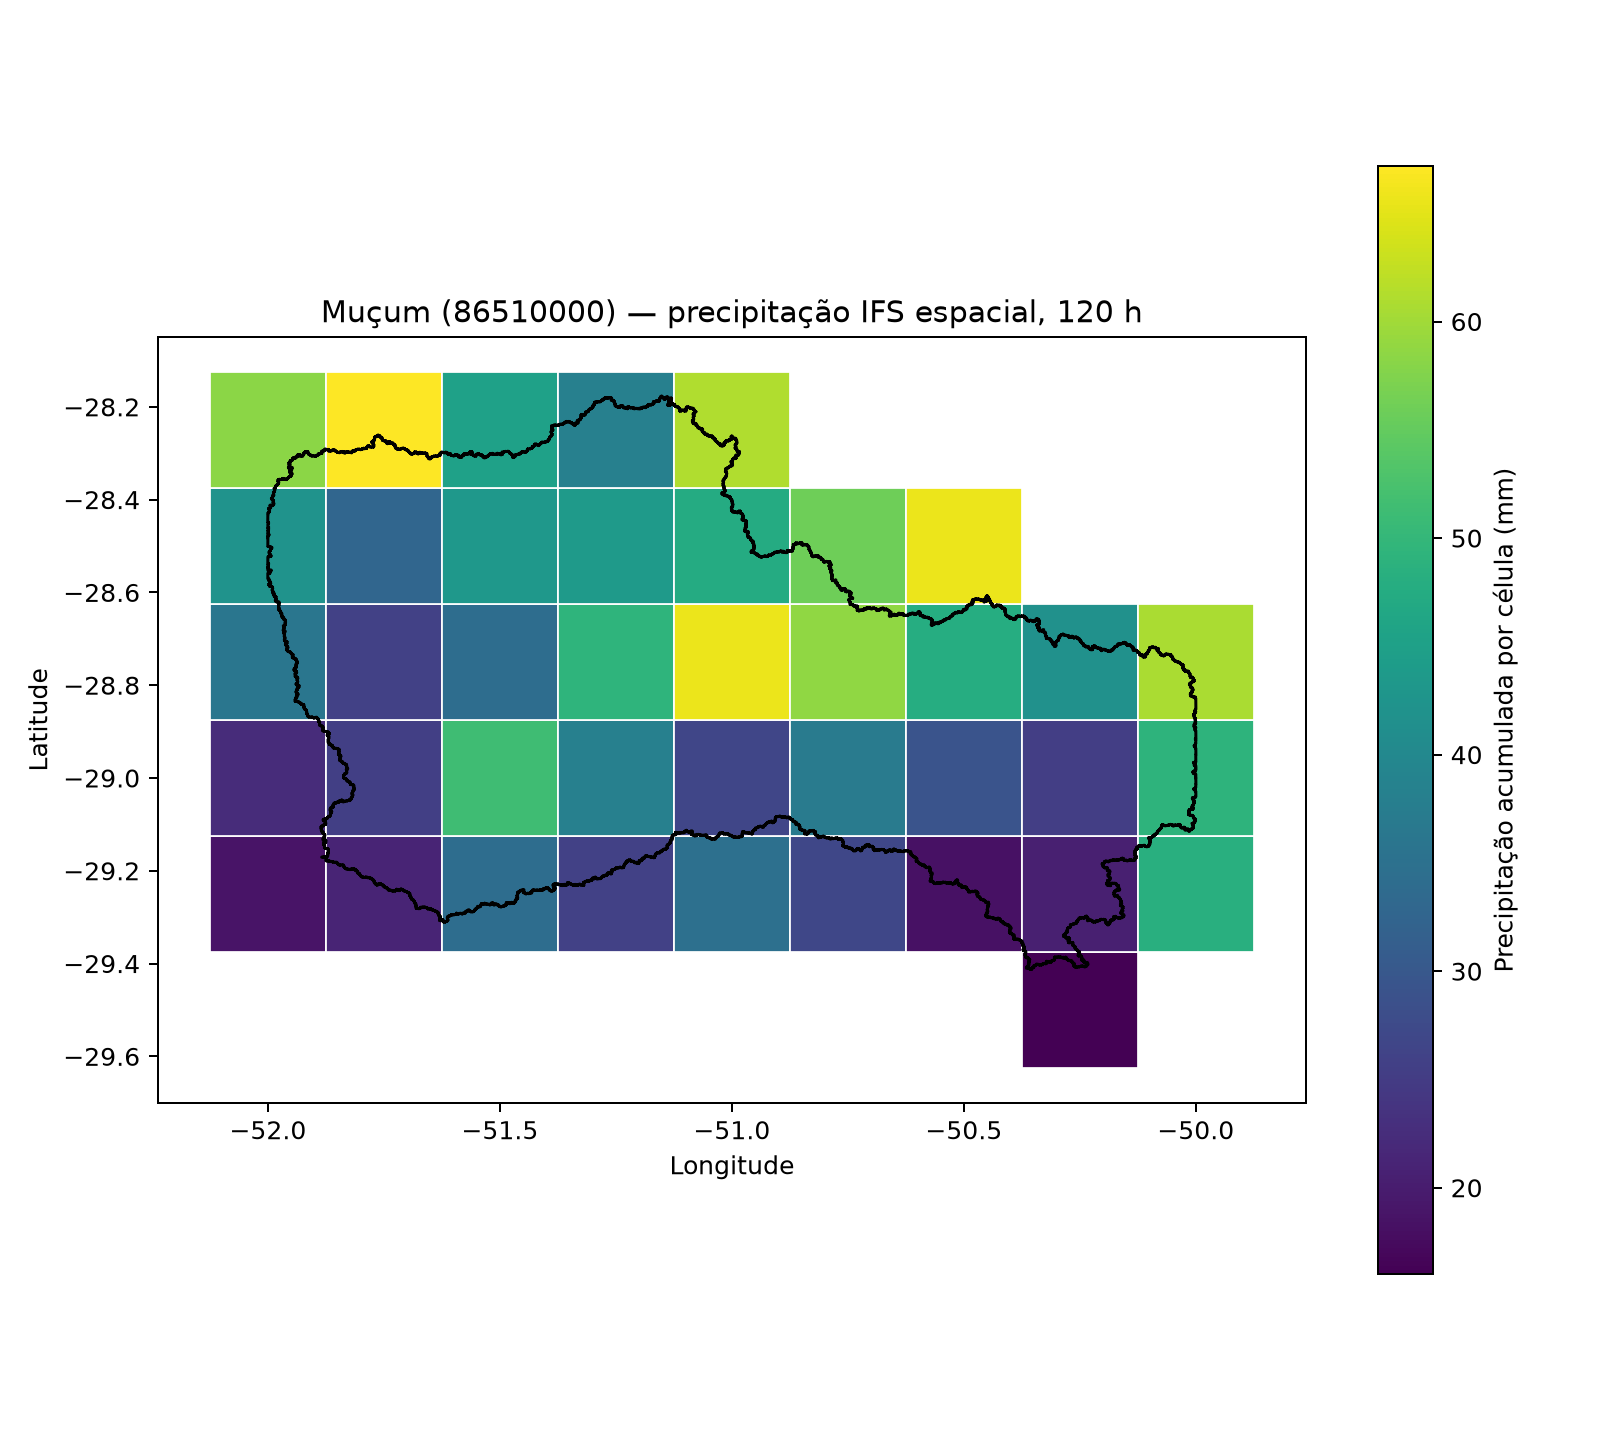 Muçum (86510000) — precipitação IFS espacial, 120 h
−28.2
−28.4
−28.6
−28.8
−29.0
−29.2
−29.4
−29.6
Latitude
−52.0 −51.5 −51.0 −50.5 −50.0
Longitude
60
50
40
30
20
Precipitação acumulada por célula (mm)